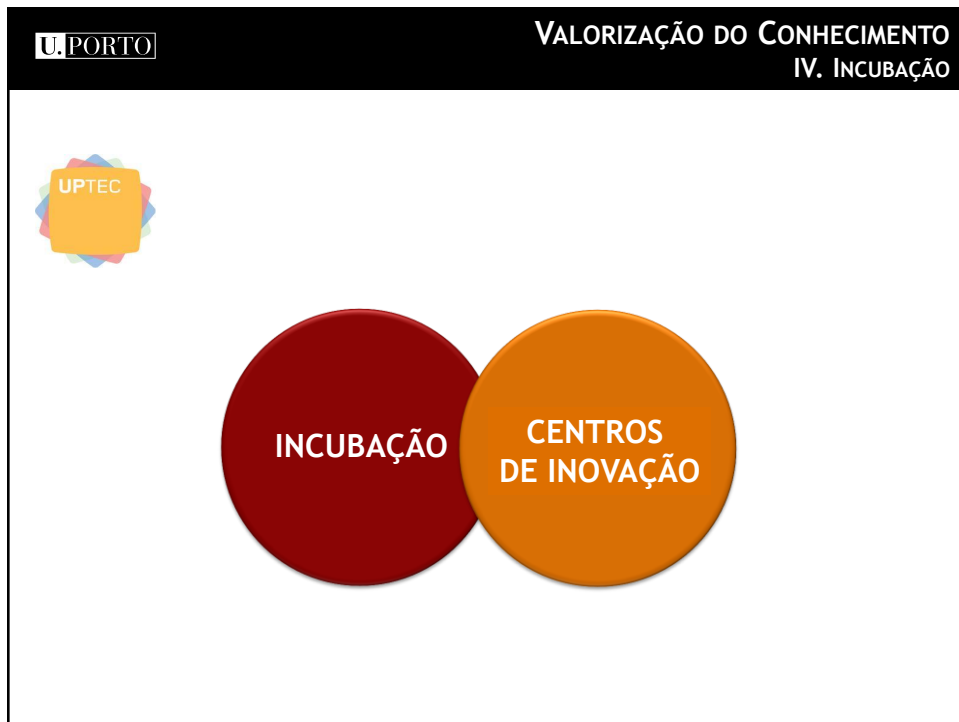 U.PORTO
VALORIZAÇÃO DO CONHECIMENTO
IV. INCUBAÇÃO
UPTEC
INCUBAÇÃO
CENTROS
DE INOVAÇÃO